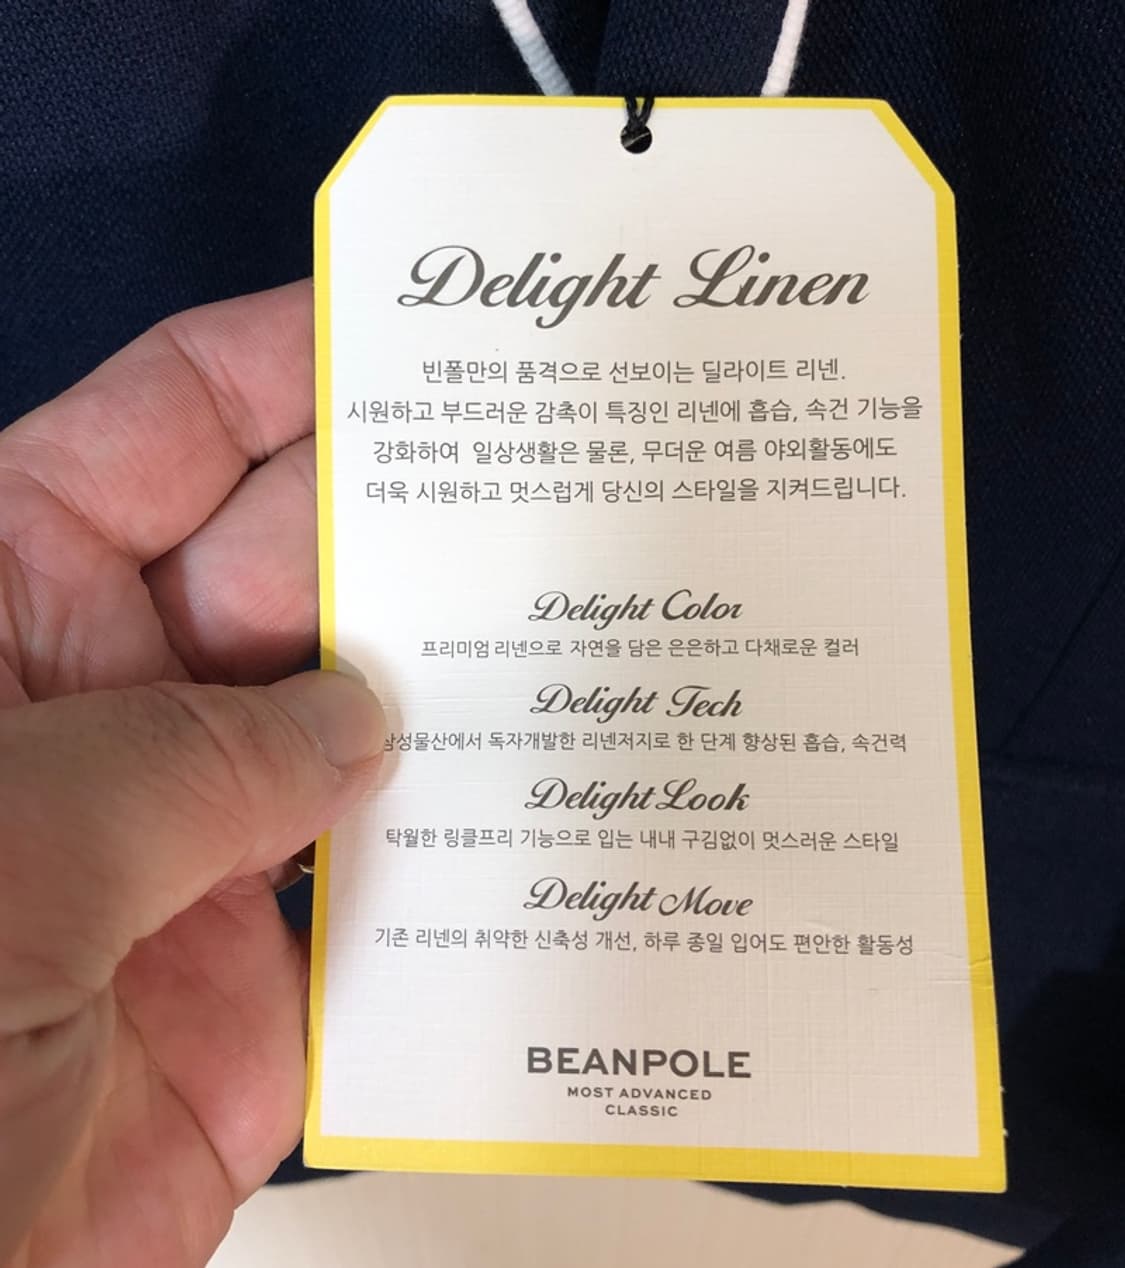 Delight Linen
빈폴만의 품격으로 선보이는 딜라이트 리넨.
시원하고 부드러운 감촉이 특징인 리넨에 흡습, 속건 기능을
강화하여 일상생활은 물론, 무더운 여름 야외활동에도
더욱 시원하고 멋스럽게 당신의 스타일을 지켜드립니다.
Delight Color
프리미엄 리넨으로 자연을 담은 은은하고 다채로운 컬러
Delight Tech
삼성물산에서 독자개발한 리넨저지로 한 단계 향상된 흡습, 속건력
Delight Look
탁월한 링클프리 기능으로 입는 내내 구김없이 멋스러운 스타일
Delight Move
기존 리넨의 취약한 신축성 개선, 하루 종일 입어도 편안한 활동성
BEANPOLE
MOST ADVANCED
CLASSIC